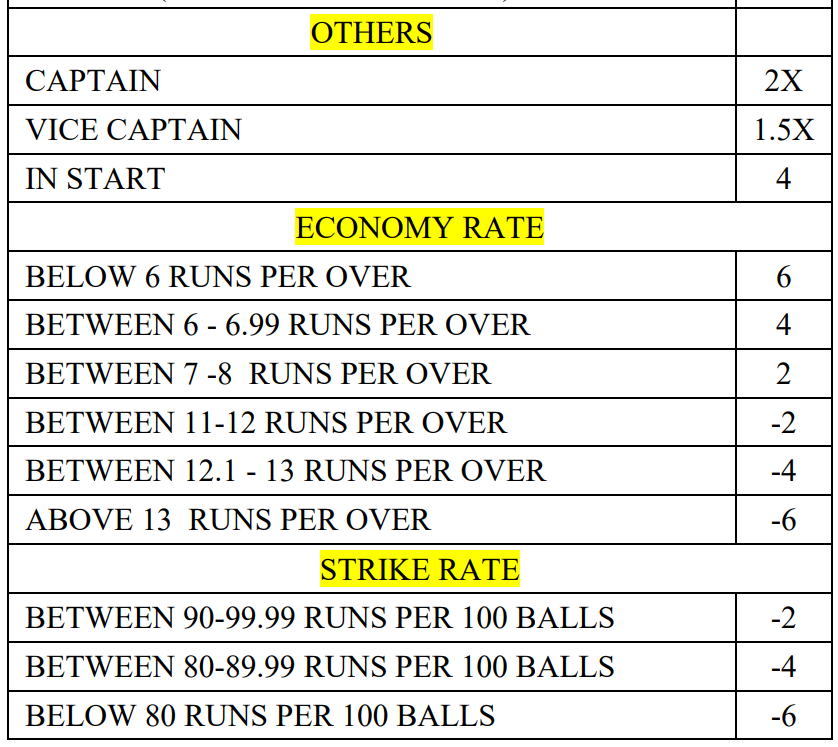 OTHERS
CAPTAIN 2X
VICE CAPTAIN 1.5X
IN START 4
ECONOMY RATE
BELOW 6 RUNS PER OVER 6
BETWEEN 6 - 6.99 RUNS PER OVER 4
BETWEEN 7 -8  RUNS PER OVER 2
BETWEEN 11-12 RUNS PER OVER -2
BETWEEN 12.1 - 13 RUNS PER OVER -4
ABOVE 13  RUNS PER OVER -6
STRIKE RATE
BETWEEN 90-99.99 RUNS PER 100 BALLS -2
BETWEEN 80-89.99 RUNS PER 100 BALLS -4
BELOW 80 RUNS PER 100 BALLS -6